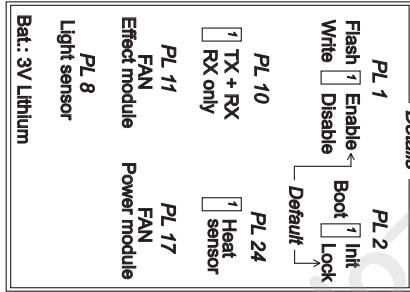 Details
PL 1
PL 2
Flash 1 Enable
Boot 1 Init
Write Disable
Lock
Default
PL 10
PL 24
1 TX + RX
1 Heat
RX only
sensor
PL 11
PL 17
FAN
FAN
Effect module
Power module
PL 8
Light sensor
Bat.: 3V Lithium